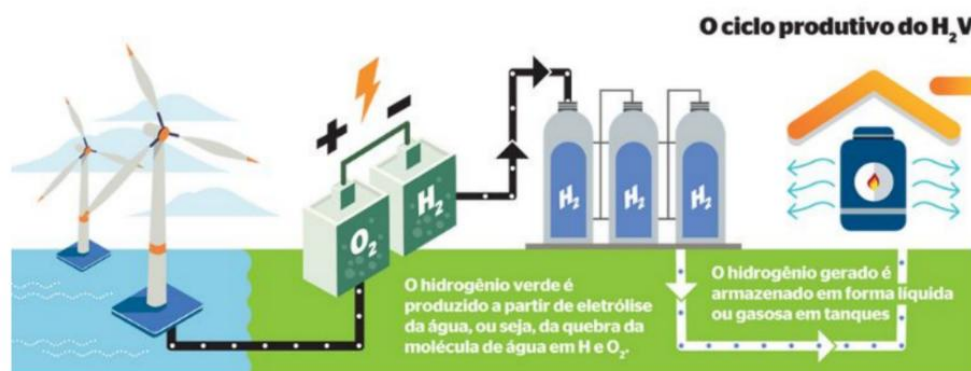 O ciclo produtivo do H₂V
+
−
O₂
H₂
H₂
H₂
H₂
O hidrogênio verde é
produzido a partir de eletrólise
da água, ou seja, da quebra da
molécula de água em H e O₂.
O hidrogênio gerado é
armazenado em forma líquida
ou gasosa em tanques